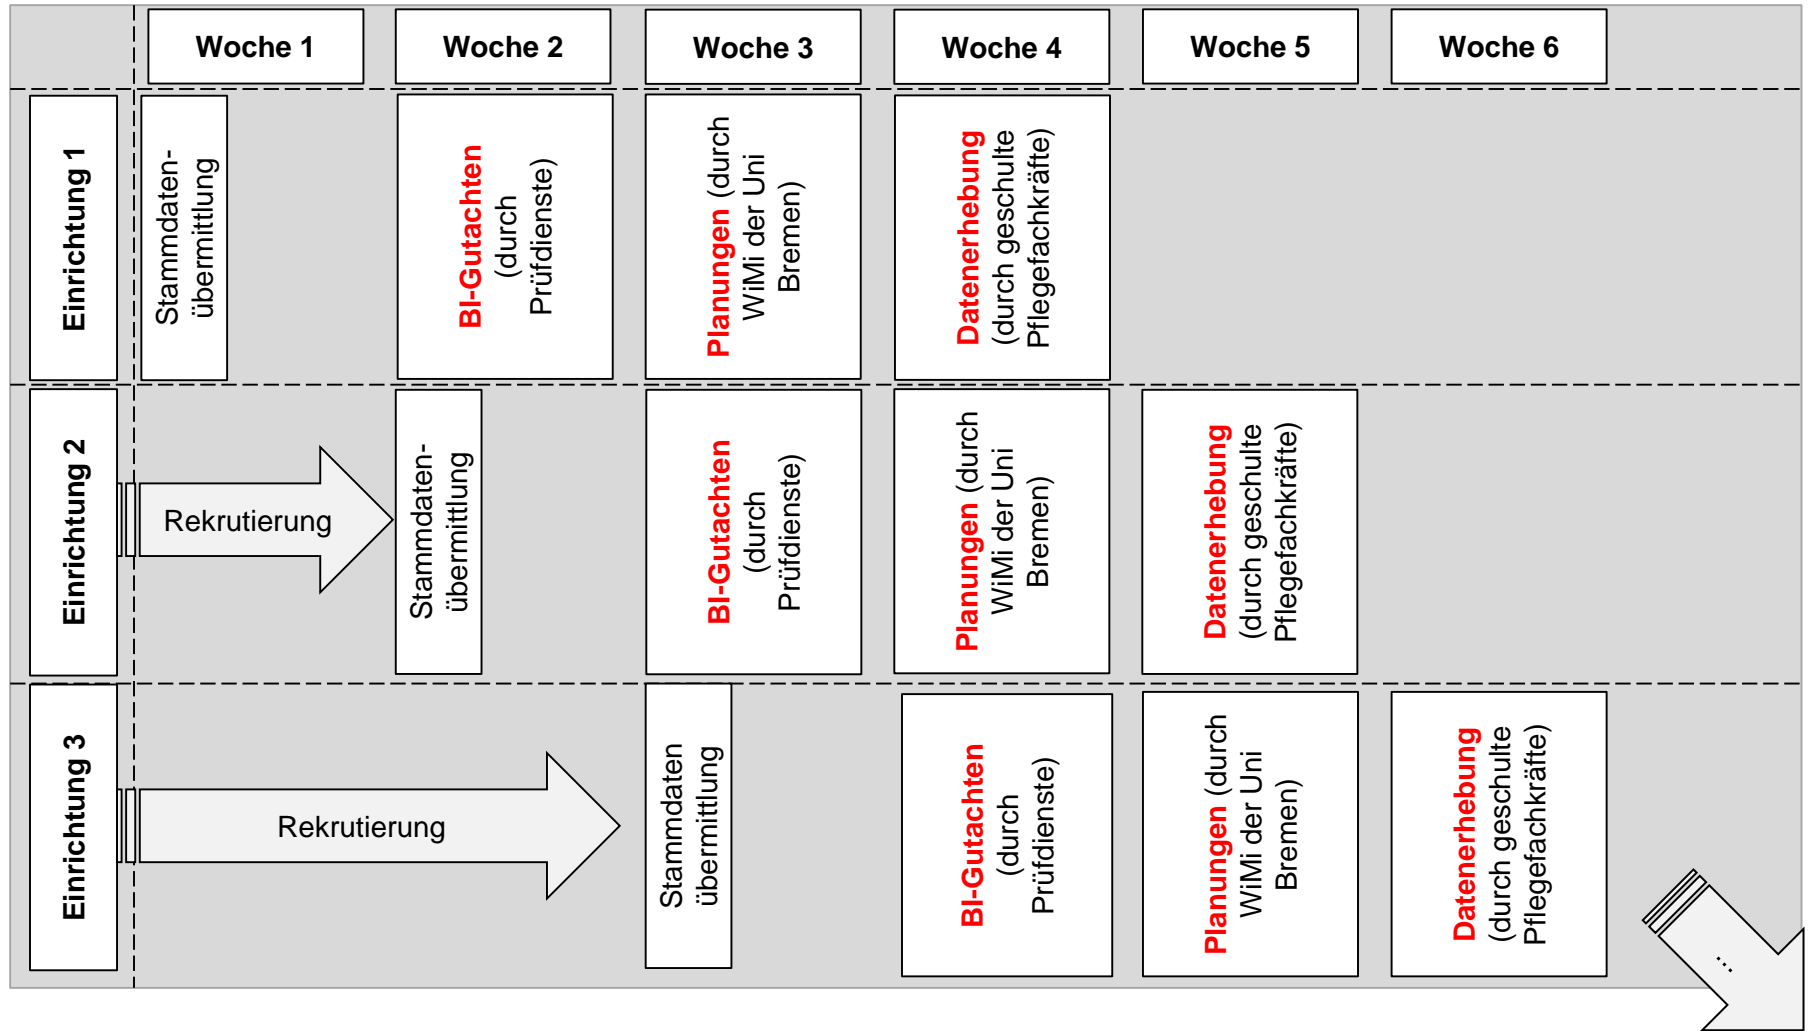 Woche 1
Woche 2
Woche 3
Woche 4
Woche 5
Woche 6
Einrichtung 1
Stammdaten-
übermittlung
BI-Gutachten
(durch
Prüfdienste)
Planungen (durch
WiMi der Uni
Bremen)
Datenerhebung
(durch geschulte
Pflegefachkräfte)
Einrichtung 2
Rekrutierung
Stammdaten-
übermittlung
BI-Gutachten
(durch
Prüfdienste)
Planungen (durch
WiMi der Uni
Bremen)
Datenerhebung
(durch geschulte
Pflegefachkräfte)
Einrichtung 3
Rekrutierung
Stammdaten
übermittlung
BI-Gutachten
(durch
Prüfdienste)
Planungen (durch
WiMi der Uni
Bremen)
Datenerhebung
(durch geschulte
Pflegefachkräfte)
...